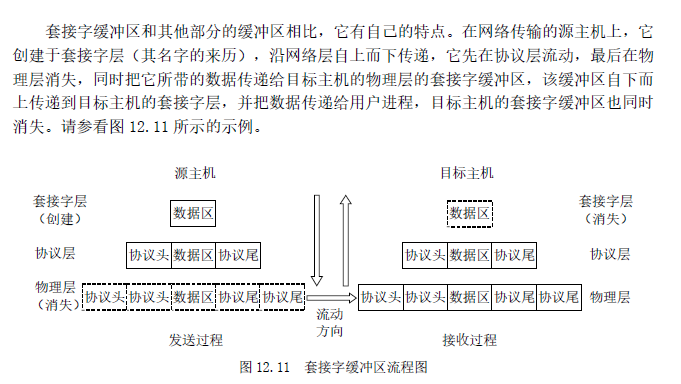 套接字缓冲区和其他部分的缓冲区相比，它有自己的特点。在网络传输的源主机上，它
创建于套接字层（其名字的来历），沿网络层自上而下传递，它先在协议层流动，最后在物
理层消失，同时把它所带的数据传递给目标主机的物理层的套接字缓冲区，该缓冲区自下而
上传递到目标主机的套接字层，并把数据传递给用户进程，目标主机的套接字缓冲区也同时
消失。请参看图 12.11 所示的示例。
源主机 目标主机
套接字层
（创建）
数据区
数据区
套接字层
（消失）
协议层 协议头 数据区 协议尾
协议头 数据区 协议尾 协议层
物理层
（消失）
协议头 协议头 数据区 协议尾 协议尾
协议头 协议头 数据区 协议尾 协议尾 物理层
流动
方向
发送过程 接收过程
图 12.11 套接字缓冲区流程图